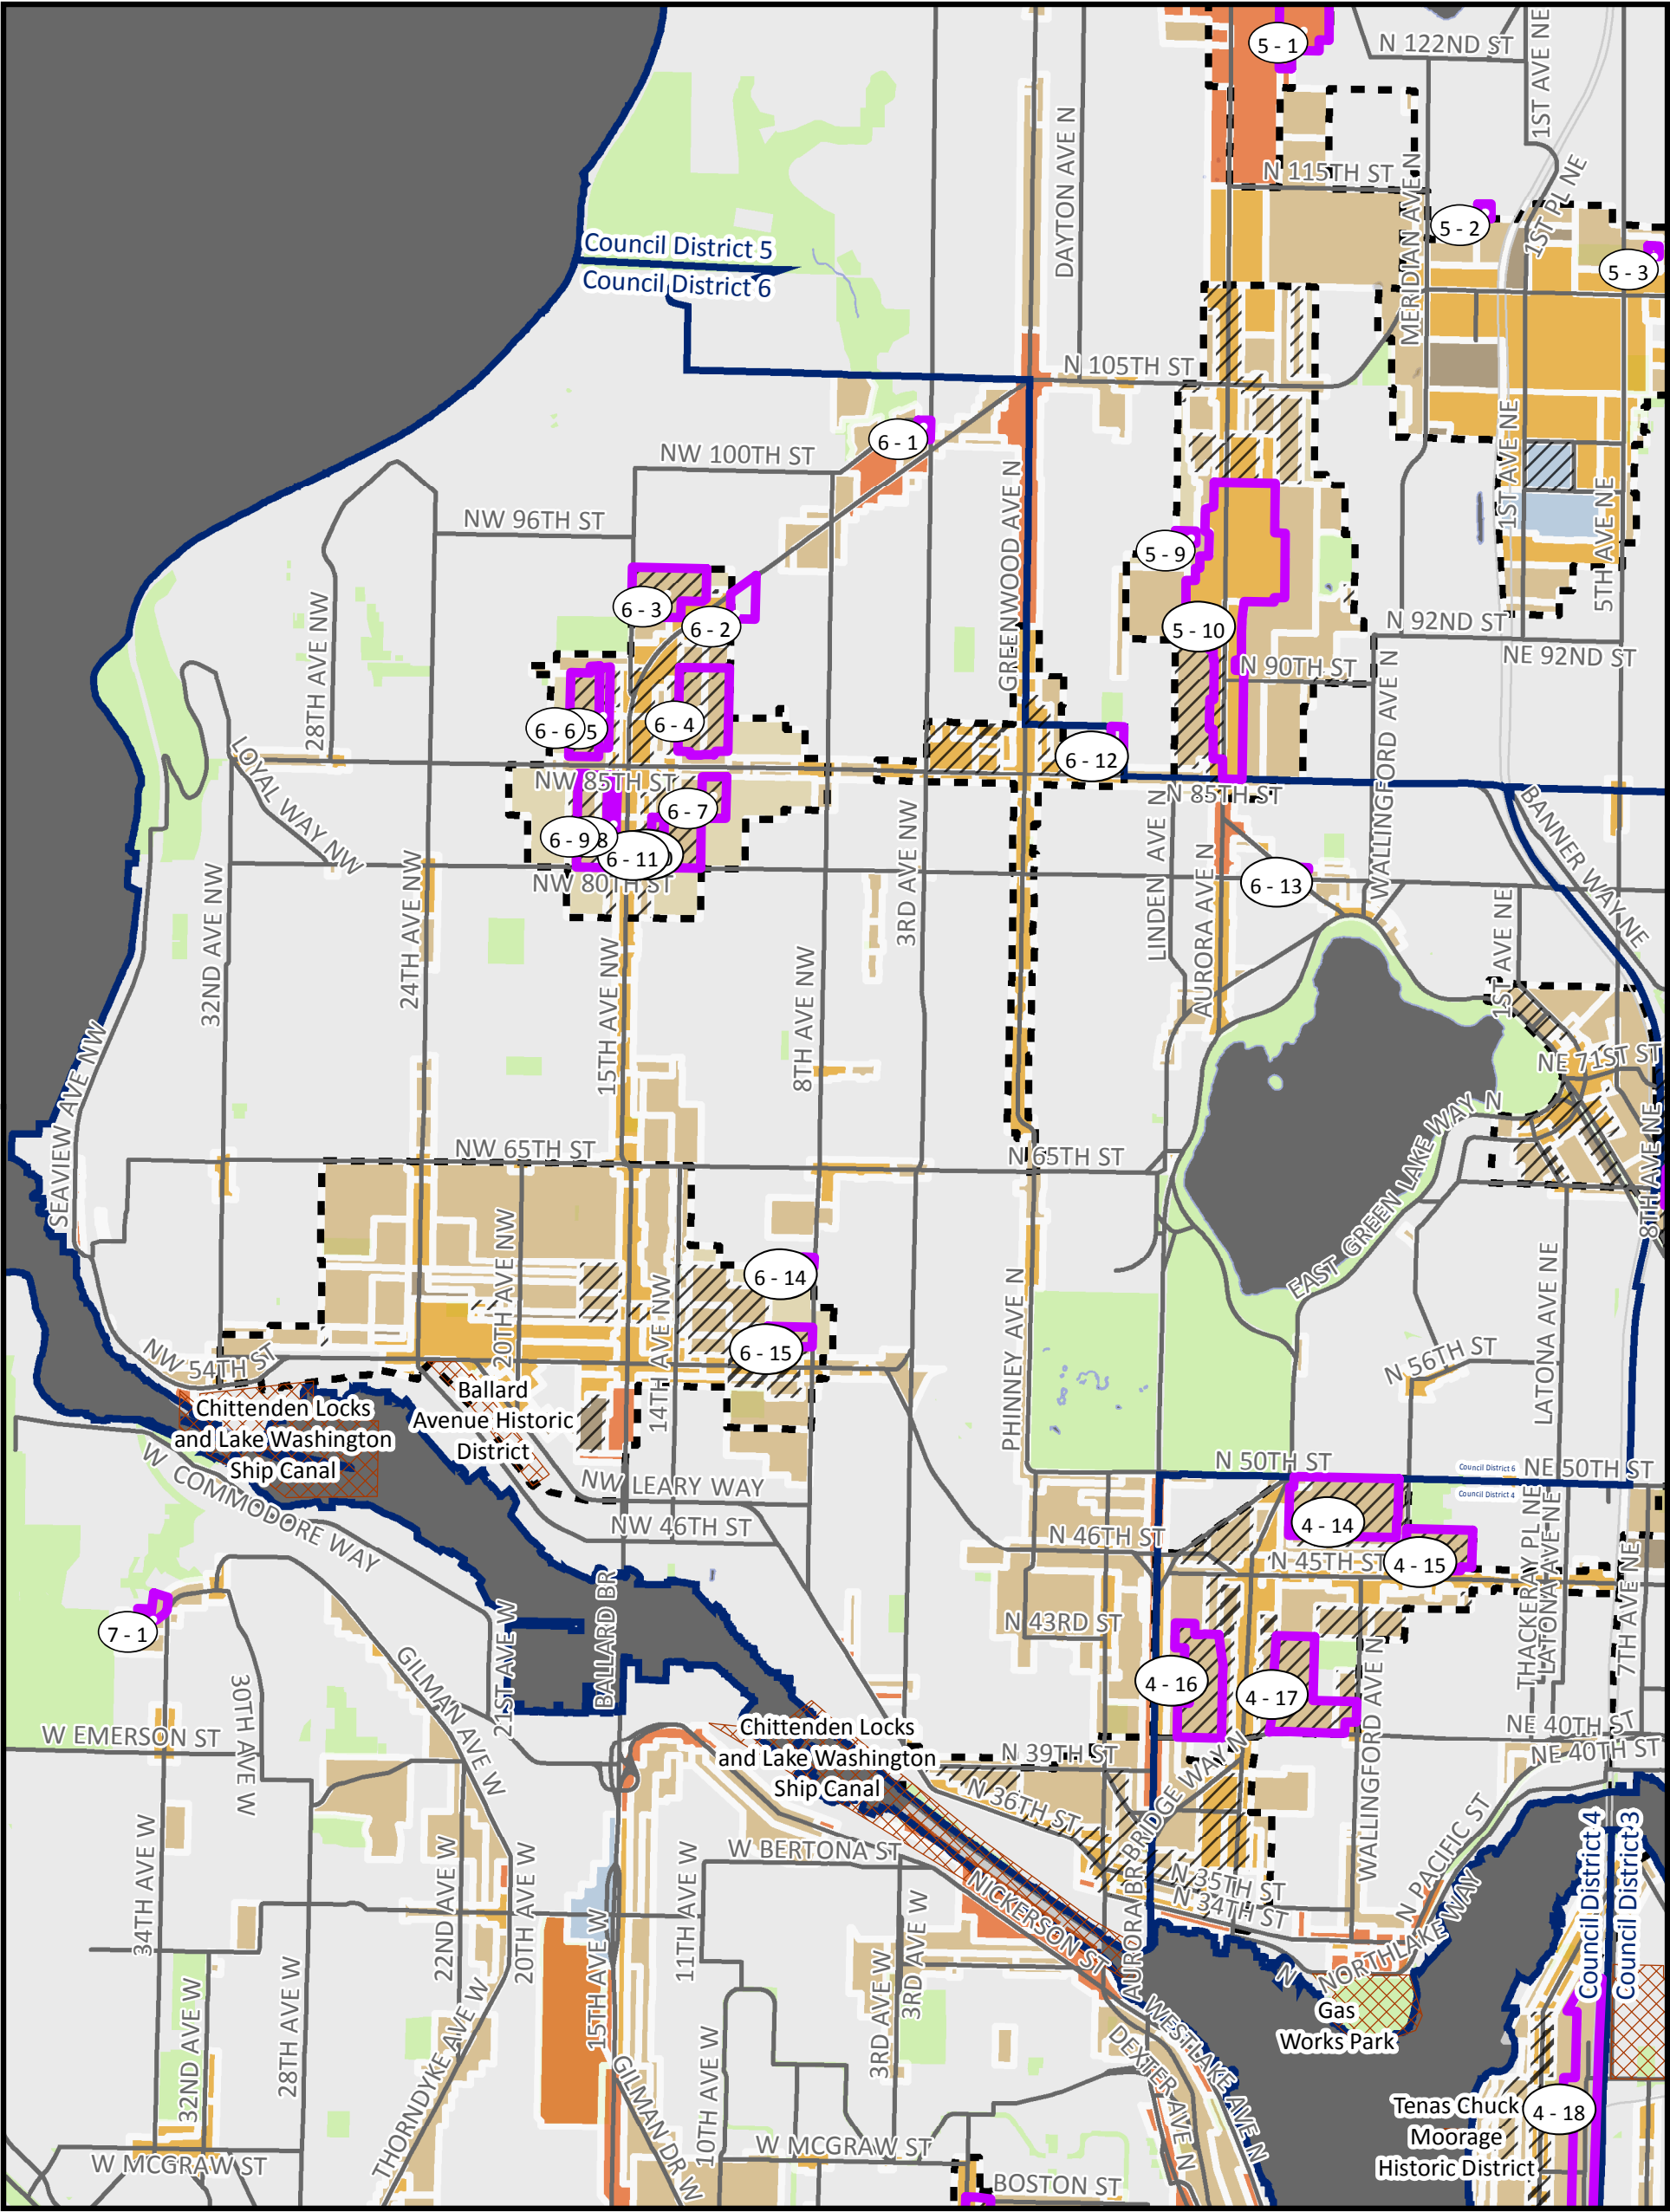 5 - 1
N 122ND ST
1ST AVE NE
DAYTON AVE N
N 115TH ST
MERIDIAN AVE N
1ST PL NE
5 - 2
5 - 3
Council District 5
Council District 6
N 105TH ST
6 - 1
NW 100TH ST
NW 96TH ST
GREENWOOD AVE N
1ST AVE NE
5TH AVE NE
5 - 9
6 - 3
6 - 2
5 - 10
N 92ND ST
NE 92ND ST
N 90TH ST
28TH AVE NW
6 - 6
5
6 - 4
6 - 12
LOYAL WAY NW
NW 85TH ST
N 85TH ST
6 - 7
WALLINGFORD AVE N
BANNER WAY NE
6 - 9
8
6 - 11
NW 80TH ST
6 - 13
32ND AVE NW
24TH AVE NW
15TH AVE NW
8TH AVE NW
3RD AVE NW
LINDEN AVE N
AURORA AVE N
1ST AVE NE
NE 71ST ST
SEAVIEW AVE NW
EAST GREEN LAKE WAY N
8TH AVE NE
NW 65TH ST
N 65TH ST
20TH AVE NW
14TH AVE NW
6 - 14
6 - 15
PHINNEY AVE N
LATONA AVE NE
N 56TH ST
NW 54TH ST
Ballard
Avenue Historic
District
Chittenden Locks
and Lake Washington
Ship Canal
W COMMODORE WAY
NW LEARY WAY
NW 46TH ST
N 50TH ST
Council District 6
Council District 4
NE 50TH ST
4 - 14
N 46TH ST
N 45TH ST
4 - 15
THACKERAY PL NE
LATONA AVE NE
7TH AVE NE
7 - 1
N 43RD ST
BALLARD BR
21ST AVE W
GILMAN AVE W
30TH AVE W
W EMERSON ST
4 - 16
4 - 17
WALLINGFORD AVE N
NE 40TH ST
NE 40TH ST
Chittenden Locks
and Lake Washington
Ship Canal
N 39TH ST
N 36TH ST
BRIDGE WAY N
AURORA BR
N 35TH ST
N 34TH ST
N PACIFIC ST
N NORTHLAKE WAY
W BERTONA ST
NICKERSON ST
34TH AVE W
32ND AVE W
28TH AVE W
22ND AVE W
20TH AVE W
15TH AVE W
11TH AVE W
3RD AVE W
3RD AVE W
Council District 4
Council District 3
Gas
Works Park
WESTLAKE AVE N
DEXTER AVE N
THORNDYKE AVE W
GILMAN DR W
10TH AVE W
Tenas Chuck
Moorage
Historic District
4 - 18
W MCGRAW ST
W MCGRAW ST
BOSTON ST